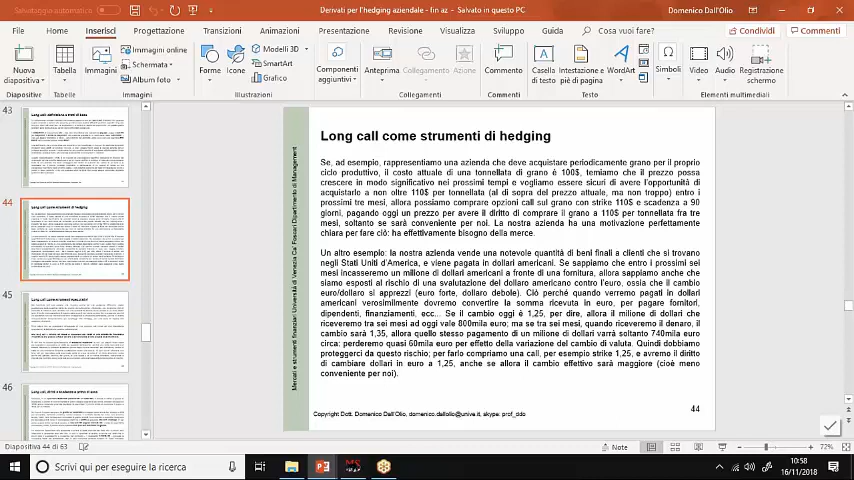 Salvataggio automatico
Derivati per l'hedging aziendale - fin az - Salvato in questo PC
Domenico Dall'Olio
File
Home
Inserisci
Progettazione
Transizioni
Animazioni
Presentazione
Revisione
Visualizza
Sviluppo
Guida
Cosa vuoi fare?
Condividi
Commenti
Nuova
diapositiva
Tabella
Immagini
Immagini online
Schermata
Album foto
Forme
Icone
Modelli 3D
SmartArt
Grafico
Componenti
aggiuntivi
Anteprima
Collegamento
Azione
Commento
Casella
di testo
Intestazione e
piè di pagina
WordArt
Simboli
Video
Audio
Registrazione
schermo
Diapositive
Tabelle
Immagini
Illustrazioni
Collegamenti
Commenti
Testo
Elementi multimediali
43
44
45
46
Mercati e strumenti finanziari Università di Venezia Ca' Foscari Dipartimento di Management
Long call come strumenti di hedging
Se, ad esempio, rappresentiamo una azienda che deve acquistare periodicamente grano per il proprio
ciclo produttivo, il costo attuale di una tonnellata di grano è 100$, temiamo che il prezzo possa
crescere in modo significativo nei prossimi tempi e vogliamo essere sicuri di avere l'opportunità di
acquistarlo a non oltre 110$ per tonnellata (al di sopra del prezzo attuale, ma non troppo) entro i
prossimi tre mesi, allora possiamo comprare opzioni call sul grano con strike 110$ e scadenza a 90
giorni, pagando oggi un prezzo per avere il diritto di comprare il grano a 110$ per tonnellata fra tre
mesi, soltanto se sarà conveniente per noi. La nostra azienda ha una motivazione perfettamente
chiara per fare ciò: ha effettivamente bisogno della merce.
Un altro esempio: la nostra azienda vende una notevole quantità di beni finali a clienti che si trovano
negli Stati Uniti d'America, e viene pagata in dollari americani. Se sappiamo che entro i prossimi sei
mesi incasseremo un milione di dollari americani a fronte di una fornitura, allora sappiamo anche che
siamo esposti al rischio di una svalutazione del dollaro americano contro l'euro, ossia che il cambio
euro/dollaro si apprezzi (euro forte, dollaro debole). Ciò perché quando verremo pagati in dollari
americani verosimilmente dovremo convertire la somma ricevuta in euro, per pagare fornitori,
dipendenti, finanziamenti, ecc... Se il cambio oggi è 1,25, per dire, allora il milione di dollari che
riceveremo tra sei mesi ad oggi vale 800mila euro; ma se tra sei mesi, quando riceveremo il denaro, il
cambio sarà 1,35, allora quello stesso pagamento di un milione di dollari varrà soltanto 740mila euro
circa; perderemo quasi 60mila euro per effetto della variazione del cambio di valuta. Quindi dobbiamo
proteggerci da questo rischio; per farlo compriamo una call, per esempio strike 1,25, e avremo il diritto
di cambiare dollari in euro a 1,25, anche se allora il cambio effettivo sarà maggiore (cioè meno
conveniente per noi).
44
Copyright Dott. Domenico Dall'Olio, domenico.dallolio@unive.it, skype: prof_ddo
Diapositiva 44 di 63
Note
72%
Scrivi qui per eseguire la ricerca
10:58
16/11/2018